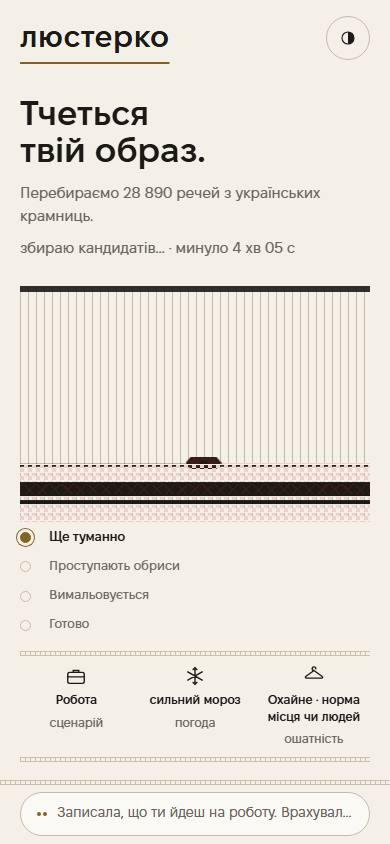 люстерко
Тчеться
твій образ.
Перебираємо 28 890 речей з українських
крамниць.
збираю кандидатів... · минуло 4 хв 05 с
Ще туманно
Проступають обриси
Вимальовується
Готово
Робота
сценарій
сильний мороз
погода
Охайне · норма
місця чи людей
ошатність
Записала, що ти йдеш на роботу. Врахувал...